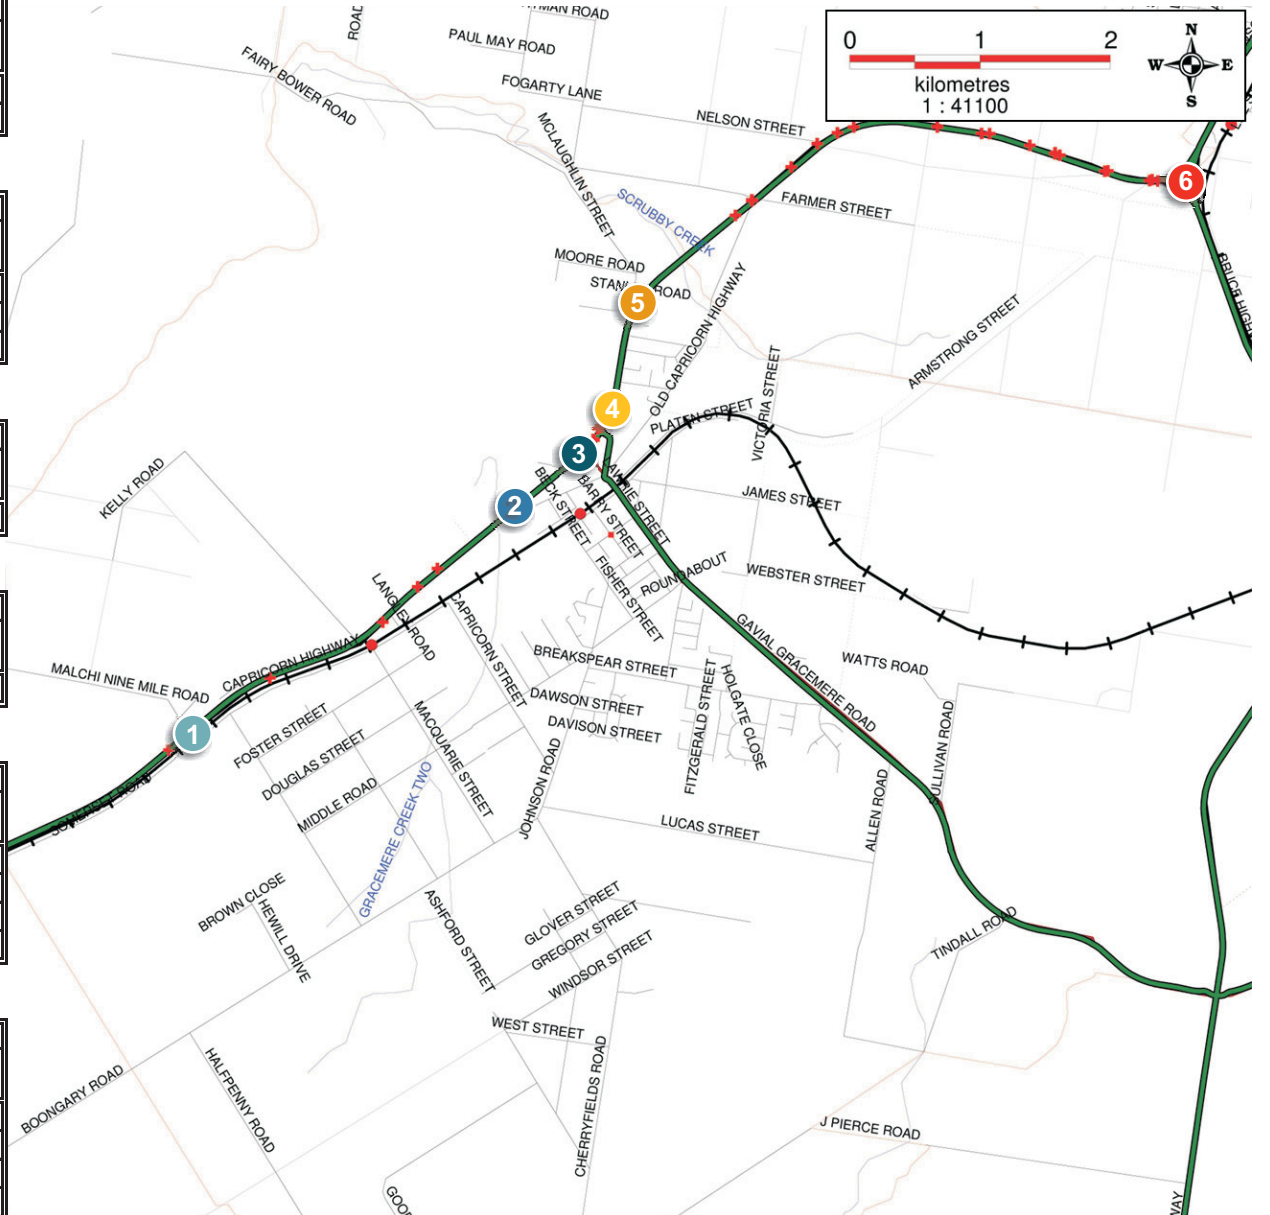 ROAD
PAUL MAY ROAD
FAIRY BOWER ROAD
FOGARTY LANE
0 1 2
kilometres
1 : 41100
N
W E
S
NELSON STREET
MCLAUGHLIN STREET
6
SCRUBBY CREEK
FARMER STREET
MOORE ROAD
ROAD
5
OLD CAPRICORN HIGHWAY
ARMSTRONG STREET
4
PLATEN STREET
VICTORIA STREET
3
KELLY ROAD
BECK STREET
BARRY STREET
STREET
2
JAMES STREET
FISHER STREET
ROUNDABOUT
WEBSTER STREET
LANGLEY ROAD
CAPRICORN STREET
GAVIAL GRACEMERE ROAD
CAPRICORN HIGHWAY
BREAKSPEAR STREET
WATTS ROAD
MALCHI NINE MILE ROAD
DAWSON STREET
FITZGERALD STREET
HOLGATE CLOSE
1
FOSTER STREET
MACQUARIE STREET
DAVISON STREET
DOUGLAS STREET
JOHNSON ROAD
SOMERSET ROAD
MIDDLE ROAD
GRACEMERE CREEK TWO
LUCAS STREET
ALLEN ROAD
BROWN CLOSE
HEWILL DRIVE
ASHFORD STREET
GLOVER STREET
GREGORY STREET
WINDSOR STREET
TINDALL ROAD
WEST STREET
BOONGARY ROAD
HALFPENNY ROAD
CHERRYFIELDS ROAD
J PIERCE ROAD